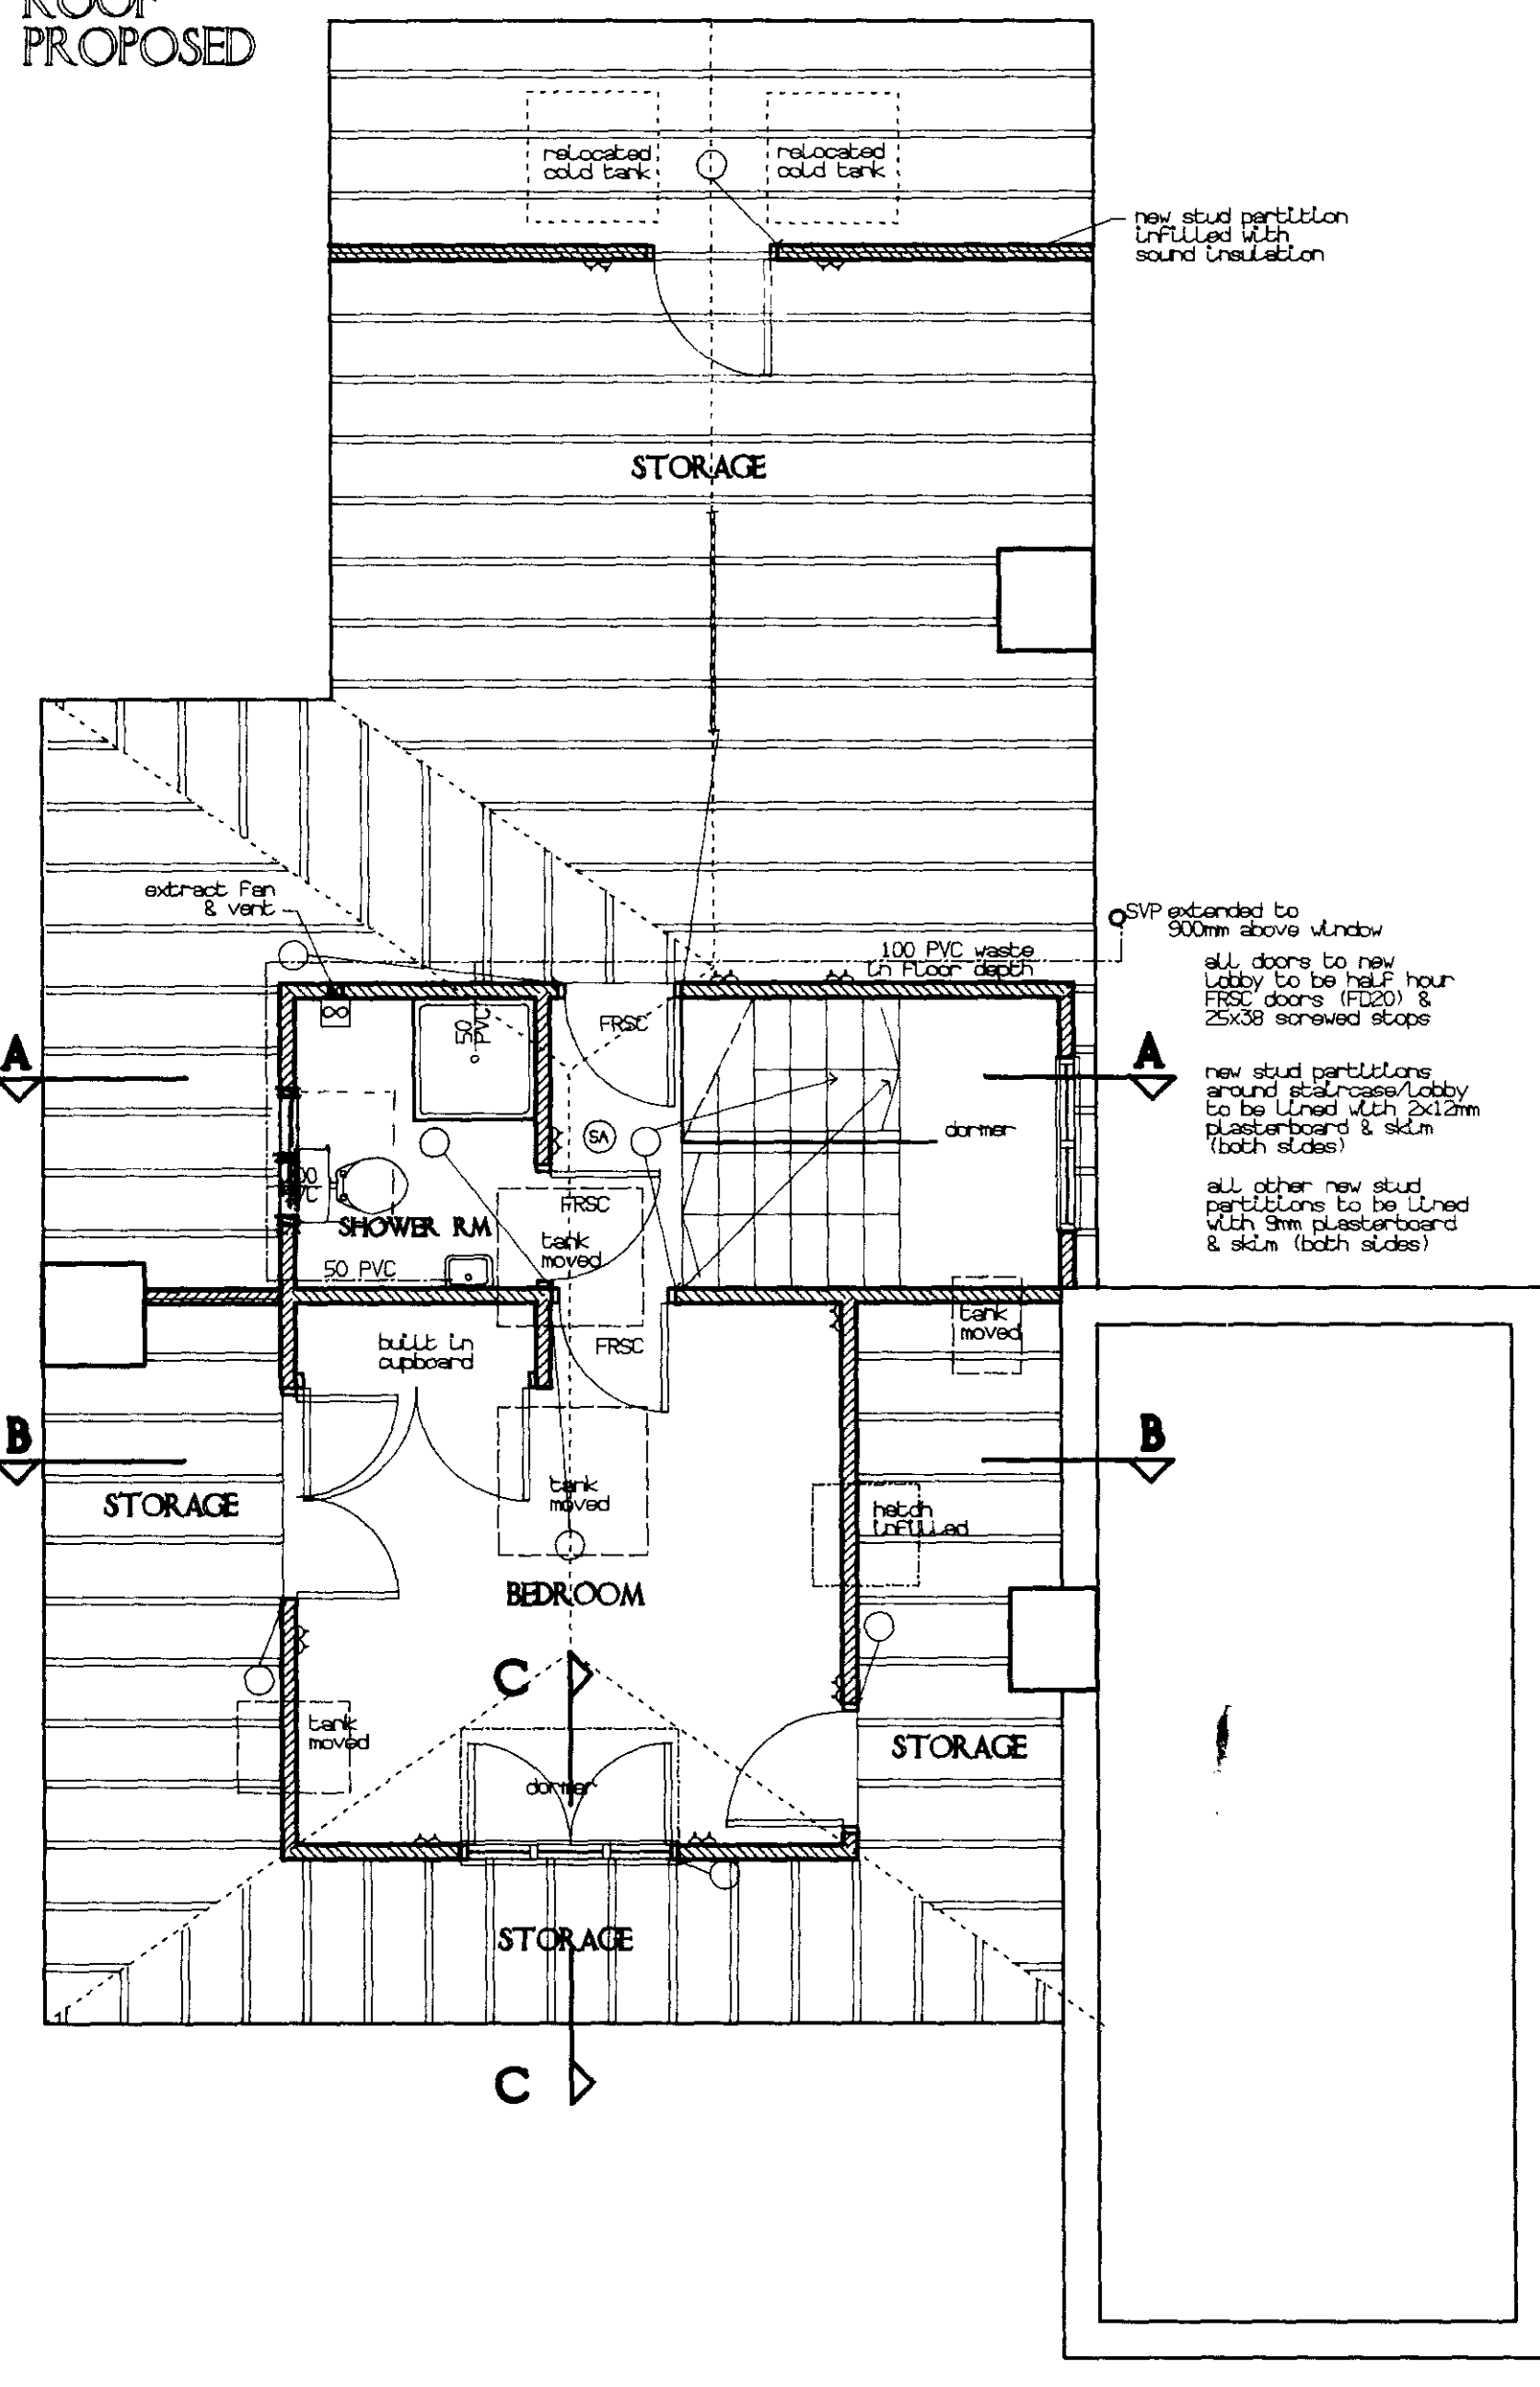 ROOF
PROPOSED
relocated
cold tank
relocated
cold tank
new stud partition
infilled with
sound insulation
STORAGE
extract fan
& vent
SVP extended to
900mm above window
100 PVC waste
in floor depth
all doors to new
lobby to be half hour
FRSC doors (FD20) &
25x38 screwed stops
50
PVC
FRSC
A
A
new stud partitions
around staircase/lobby
to be lined with 2x12mm
plasterboard & skim
(both sides)
SA
dormer
all other new stud
partitions to be lined
with 9mm plasterboard
& skim (both sides)
FRSC
SHOWER RM
tank
moved
50 PVC
tank
moved
built in
cupboard
FRSC
B
B
STORAGE
tank
moved
hatch
infilled
BEDROOM
C
tank
moved
STORAGE
dormer
STORAGE
C